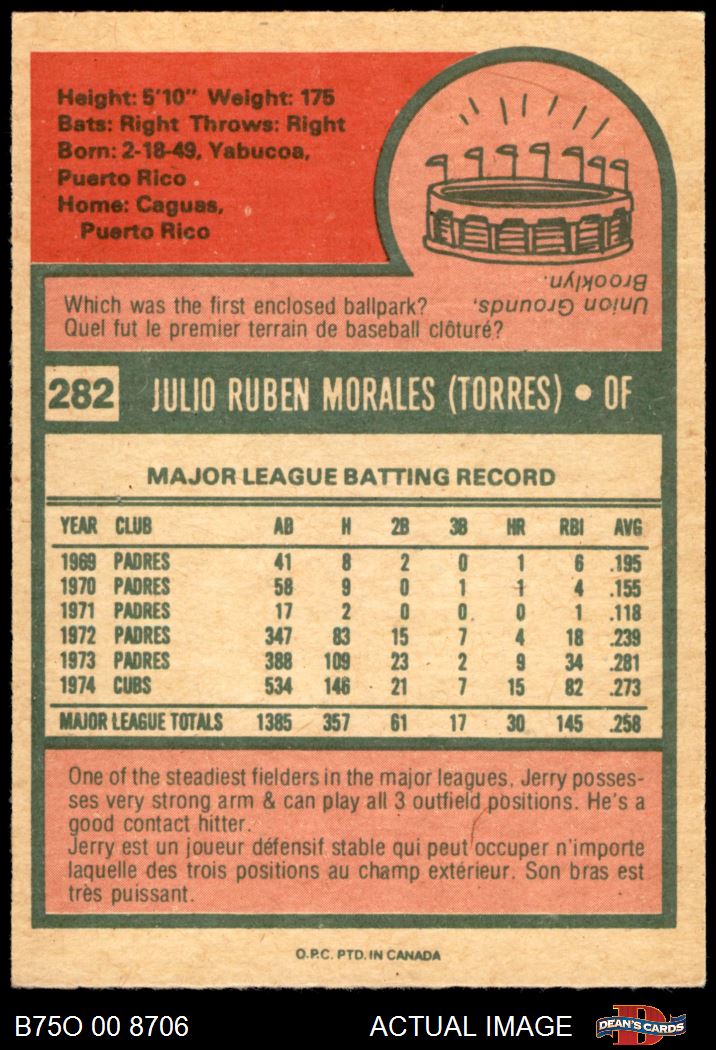 Height: 5'10" Weight: 175
Bats: Right Throws: Right
Born: 2-18-49, Yabucoa,
Puerto Rico
Home: Caguas,
Puerto Rico
Which was the first enclosed ballpark?
Quel fut le premier terrain de baseball clôturé?
Union Grounds,
Brooklyn.
282 JULIO RUBEN MORALES (TORRES) • OF
MAJOR LEAGUE BATTING RECORD
YEAR CLUB AB H 2B 3B HR RBI AVG
1969 PADRES 41 8 2 0 1 6 .195
1970 PADRES 58 9 0 1 1 4 .155
1971 PADRES 17 2 0 0 0 1 .118
1972 PADRES 347 83 15 7 4 18 .239
1973 PADRES 388 109 23 2 9 34 .281
1974 CUBS 534 146 21 7 15 82 .273
MAJOR LEAGUE TOTALS 1385 357 61 17 30 145 .258
One of the steadiest fielders in the major leagues, Jerry posses-
ses very strong arm & can play all 3 outfield positions. He's a
good contact hitter.
Jerry est un joueur défensif stable qui peut occuper n'importe
laquelle des trois positions au champ extérieur. Son bras est
très puissant.
O.P.C. PTD. IN CANADA
B75O 00 8706 ACTUAL IMAGE DEAN'S CARDS